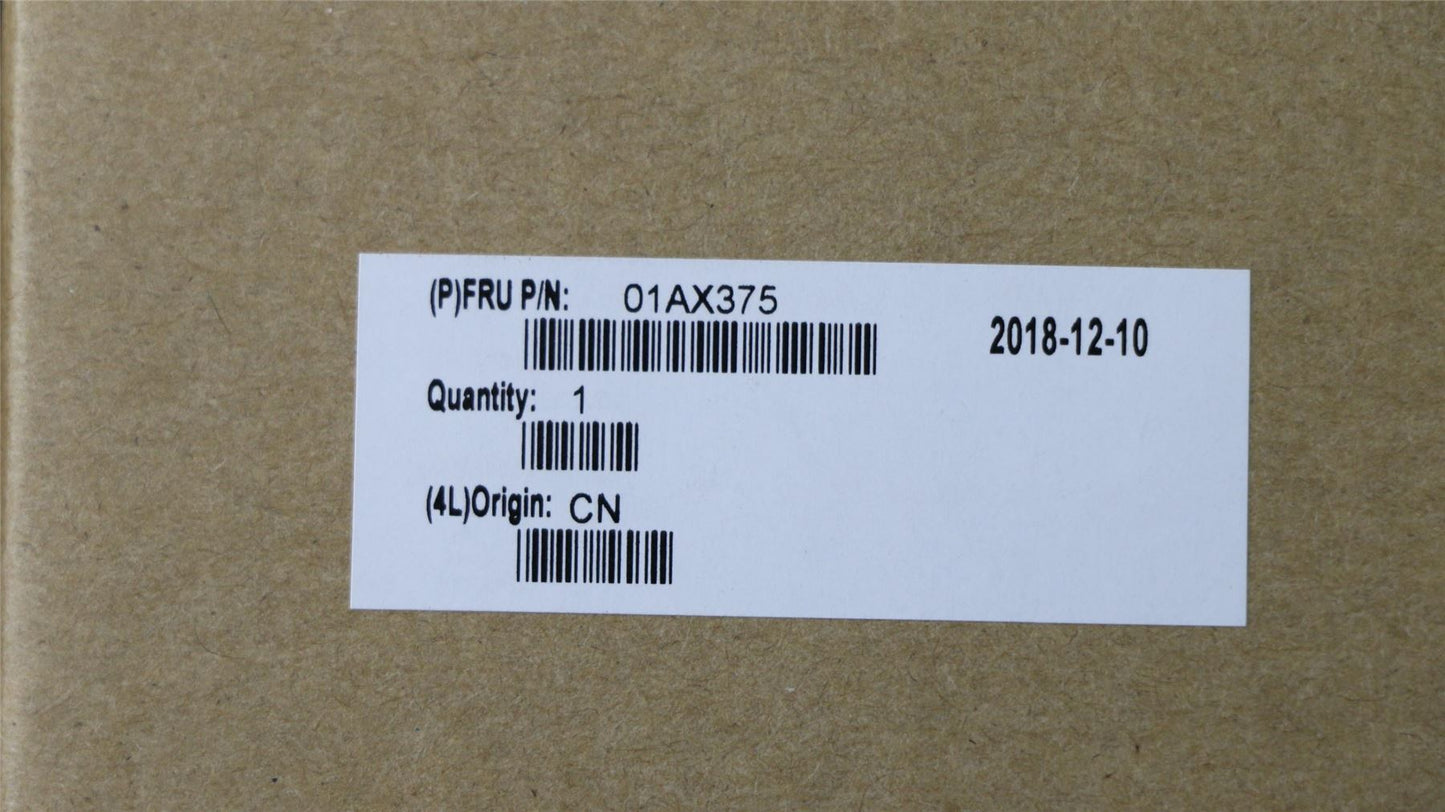 (P)FRU P/N: 01AX375
2018-12-10
Quantity: 1
(4L)Origin: CN